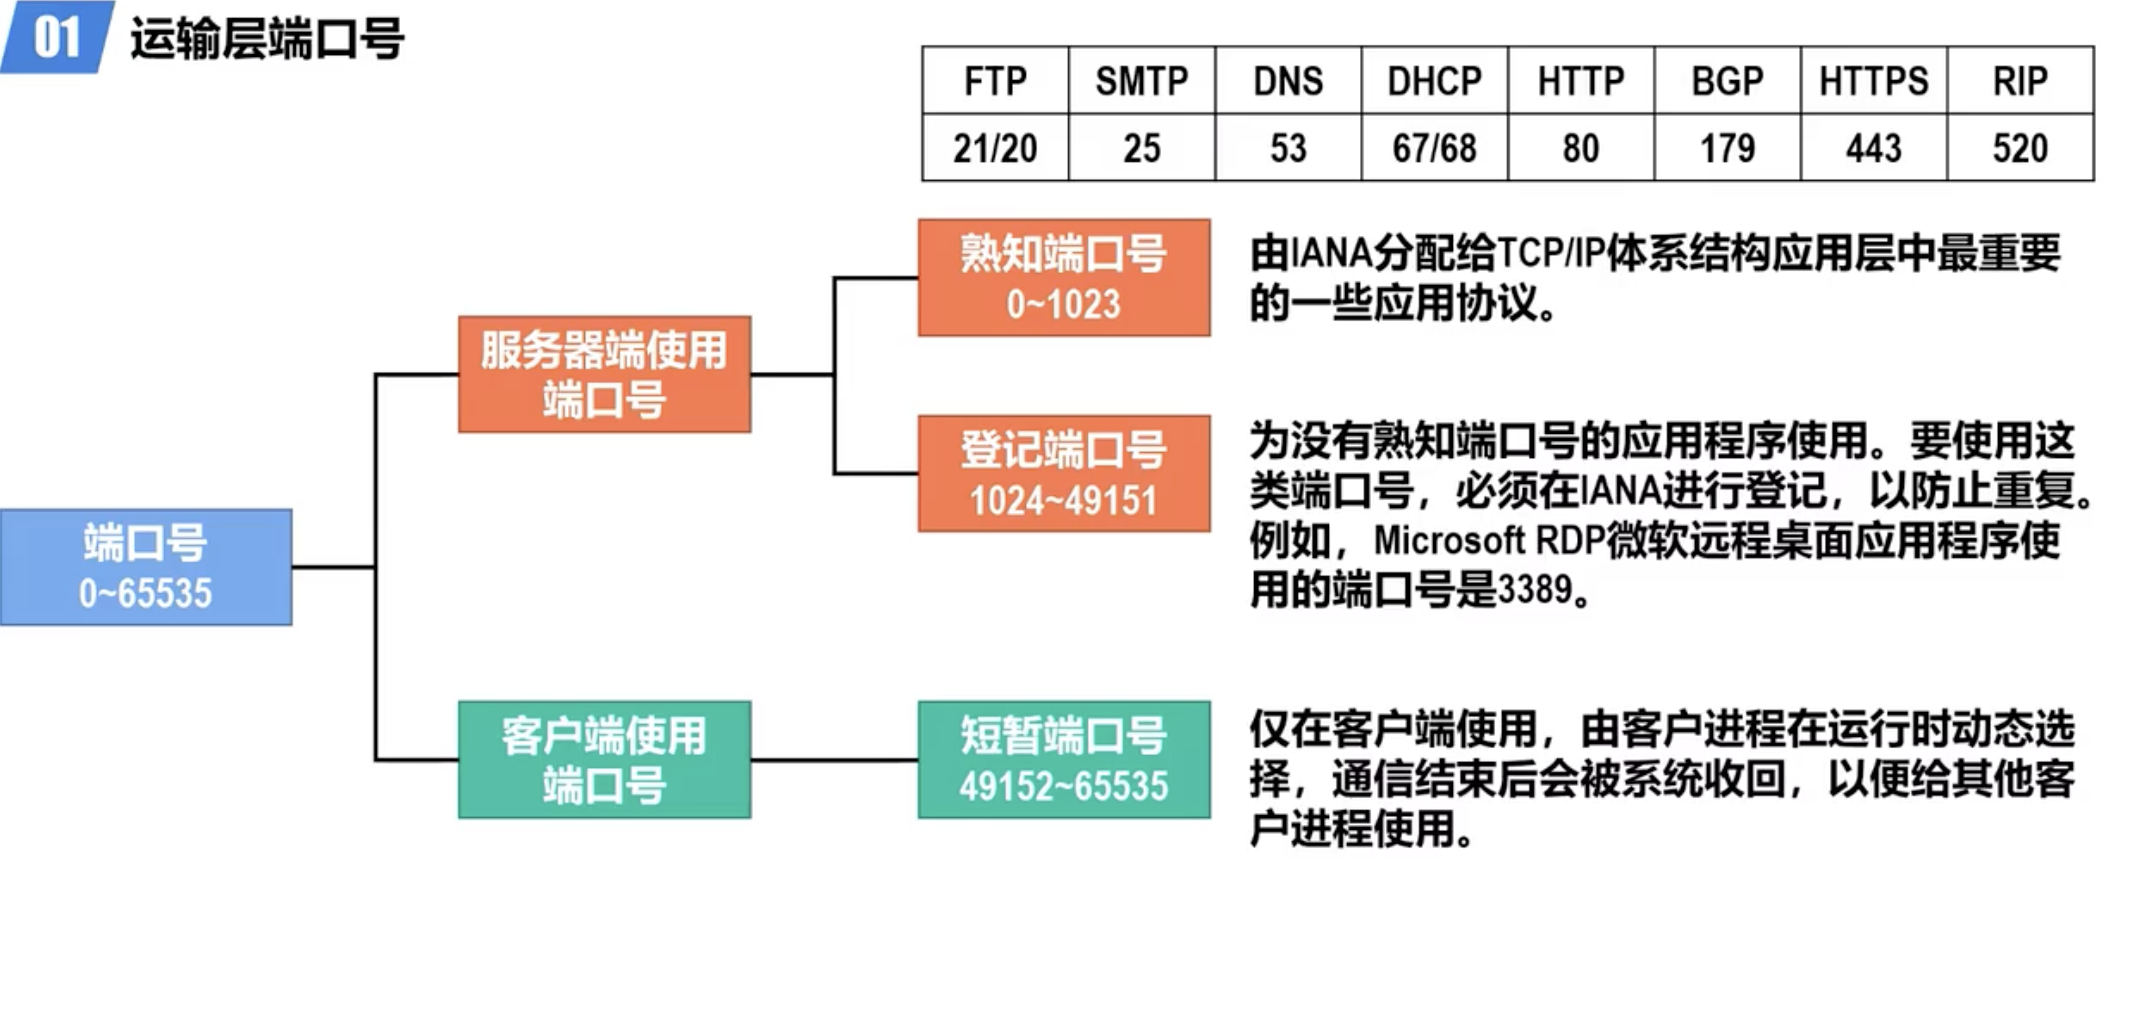 01 运输层端口号
FTP SMTP DNS DHCP HTTP BGP HTTPS RIP
21/20 25 53 67/68 80 179 443 520
熟知端口号
0~1023
由IANA分配给TCP/IP体系结构应用层中最重要
的一些应用协议。
服务器端使用
端口号
登记端口号
1024~49151
为没有熟知端口号的应用程序使用。要使用这
类端口号，必须在IANA进行登记，以防止重复。
例如，Microsoft RDP微软远程桌面应用程序使
用的端口号是3389。
端口号
0~65535
客户端使用
端口号
短暂端口号
49152~65535
仅在客户端使用，由客户进程在运行时动态选
择，通信结束后会被系统收回，以便给其他客
户进程使用。